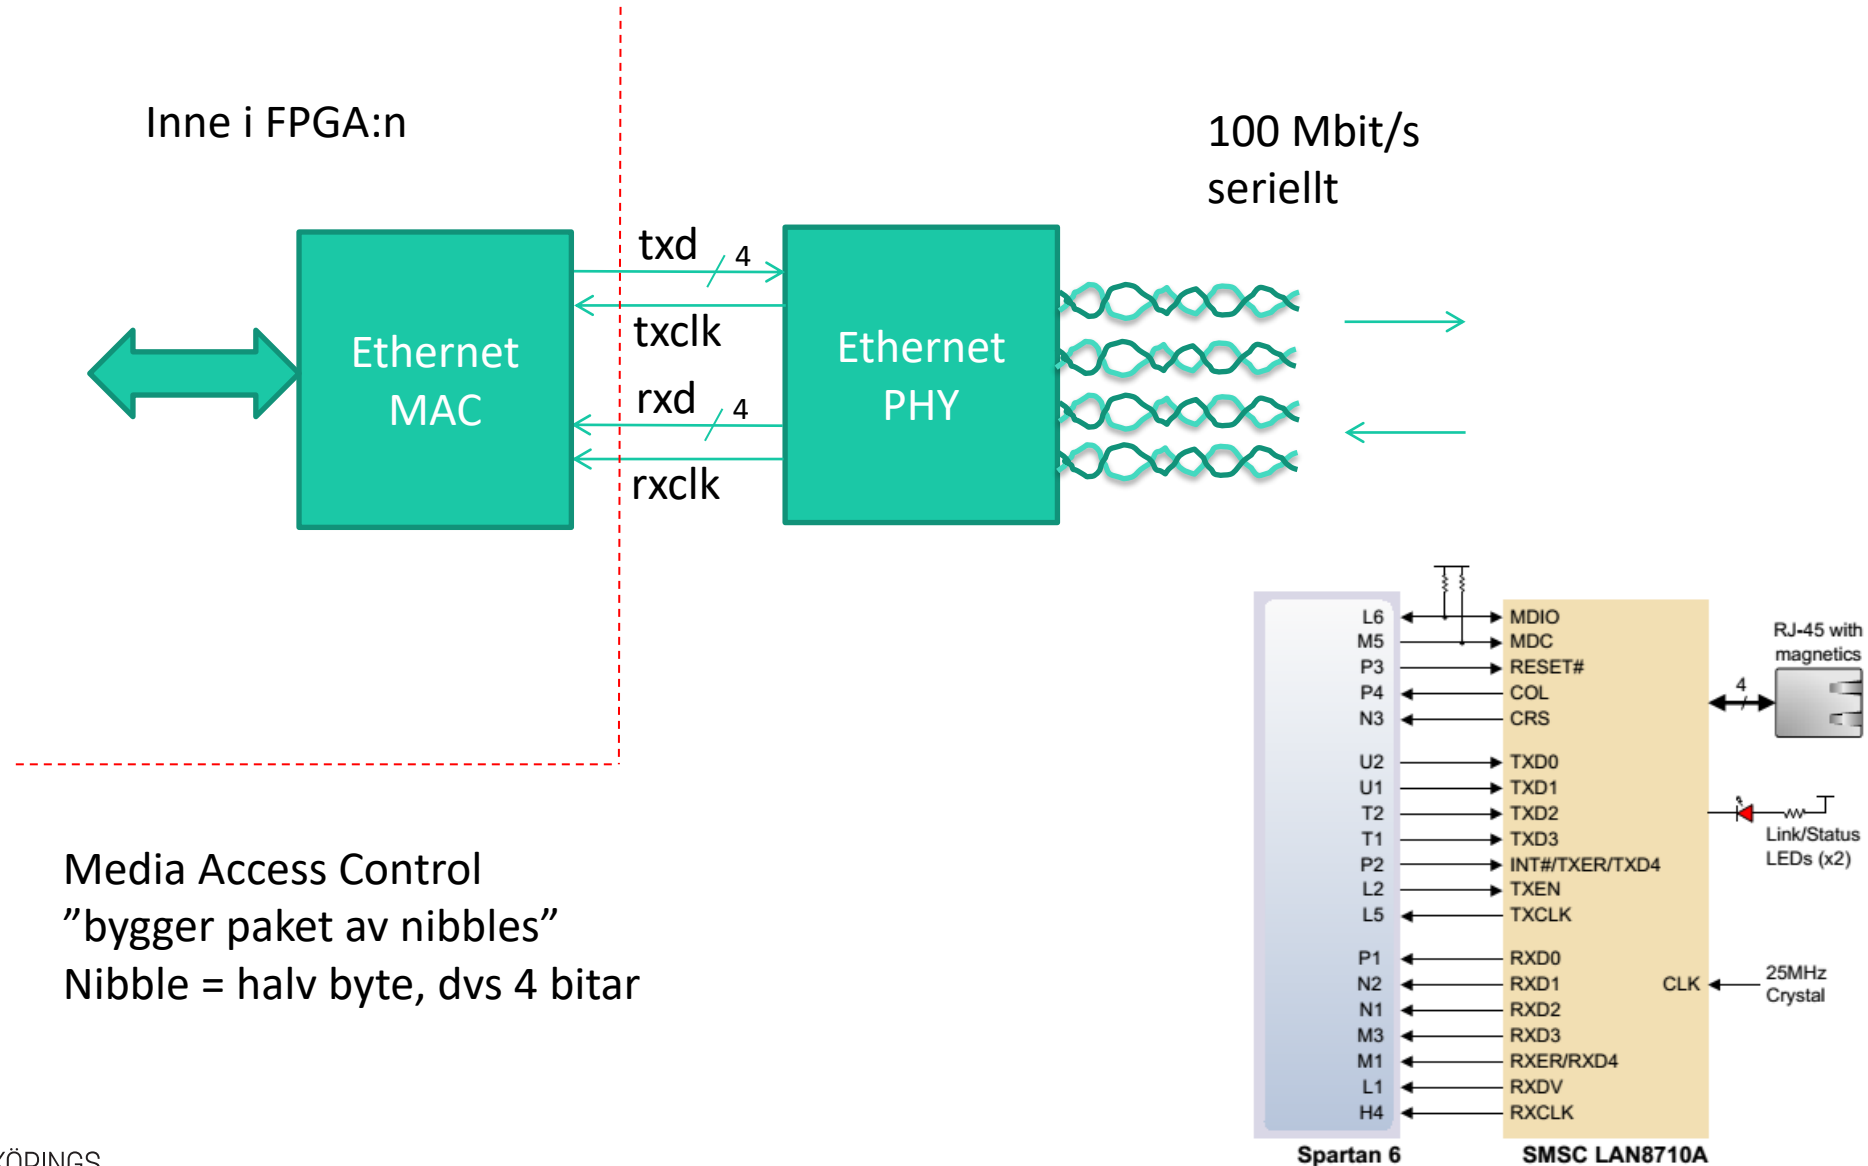 Inne i FPGA:n
100 Mbit/s
seriellt
txd
4
txclk
rxd
4
rxclk
Ethernet
MAC
Ethernet
PHY
Media Access Control
”bygger paket av nibbles”
Nibble = halv byte, dvs 4 bitar
L6 MDIO
M5 MDC
P3 RESET#
P4 COL
N3 CRS
U2 TXD0
U1 TXD1
T2 TXD2
T1 TXD3
P2 INT#/TXER/TXD4
L2 TXEN
L5 TXCLK
P1 RXD0
N2 RXD1
N1 RXD2
M3 RXD3
M1 RXER/RXD4
L1 RXDV
H4 RXCLK
CLK
RJ-45 with
magnetics
4
Link/Status
LEDs (x2)
25MHz
Crystal
Spartan 6
SMSC LAN8710A